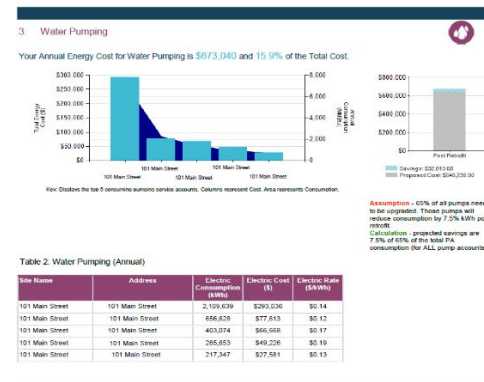 3. Water Pumping
Your Annual Energy Cost for Water Pumping is $673,040 and 15.9% of the Total Cost.
$300,000
$250,000
$200,000
$150,000
$100,000
$50,000
$0
Total Energy
Cost ($)
8,000
6,000
4,000
2,000
0
Annual
Consumption
(MMBtu)
101 Main Street
101 Main Street
101 Main Street
101 Main Street
101 Main Street
Key: Displays the top 5 consuming pumping service accounts. Columns represent Cost. Area represents Consumption.
$800,000
$600,000
$400,000
$200,000
$0
Post Retrofit
Savings: $32,810.60
Proposed Cost: $640,229.30
Assumption - 65% of all pumps need
to be upgraded. Those pumps will
reduce consumption by 7.5% kWh po
retrofit
Calculation - projected savings are
7.5% of 65% of the total PA
consumption (for ALL pump accounts
Table 2. Water Pumping (Annual)
Site Name Address Electric Consumption (kWh) Electric Cost ($) Electric Rate ($/kWh)
101 Main Street 101 Main Street 2,109,639 $293,036 $0.14
101 Main Street 101 Main Street 656,628 $77,613 $0.12
101 Main Street 101 Main Street 403,074 $66,668 $0.17
101 Main Street 101 Main Street 265,853 $49,226 $0.19
101 Main Street 101 Main Street 217,347 $27,581 $0.13